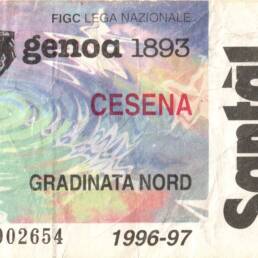 FIGC LEGA NAZIONALE
genoa 1893
CESENA
GRADINATA NORD
002654 1996-97
Santàl